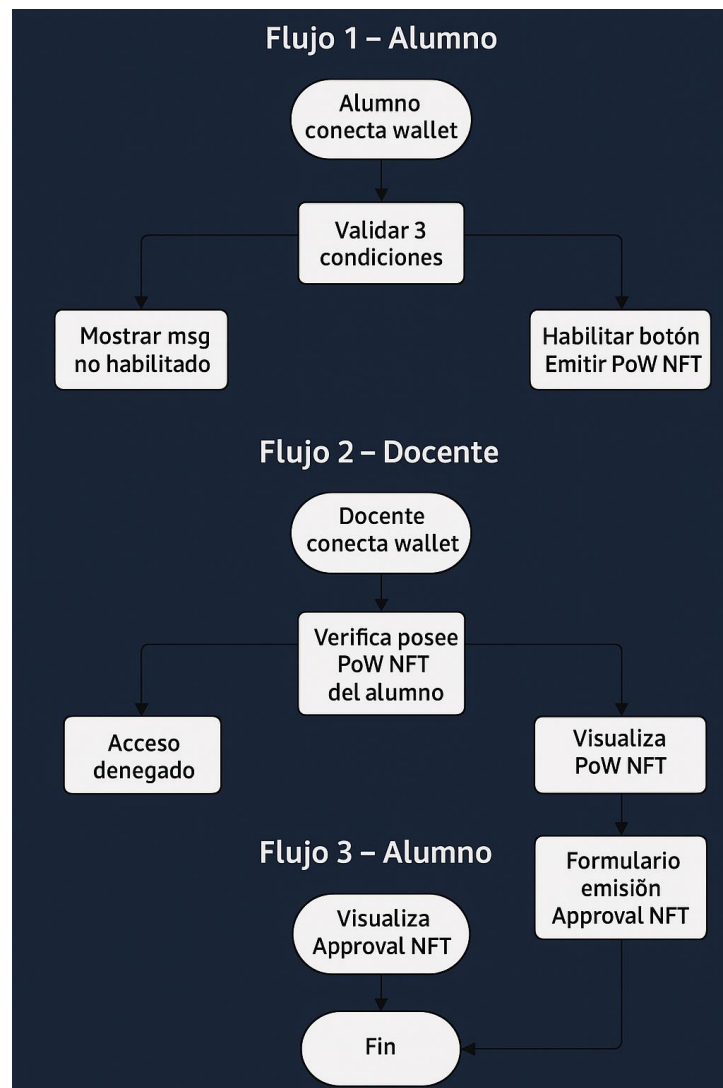 Flujo 1 – Alumno
Alumno
conecta wallet
Validar 3
condiciones
Mostrar msg
no habilitado
Habilitar botón
Emitir PoW NFT
Flujo 2 – Docente
Docente
conecta wallet
Verifica posee
PoW NFT
del alumno
Acceso
denegado
Visualiza
PoW NFT
Flujo 3 – Alumno
Formulario
emisiõn
Approval NFT
Visualiza
Approval NFT
Fin